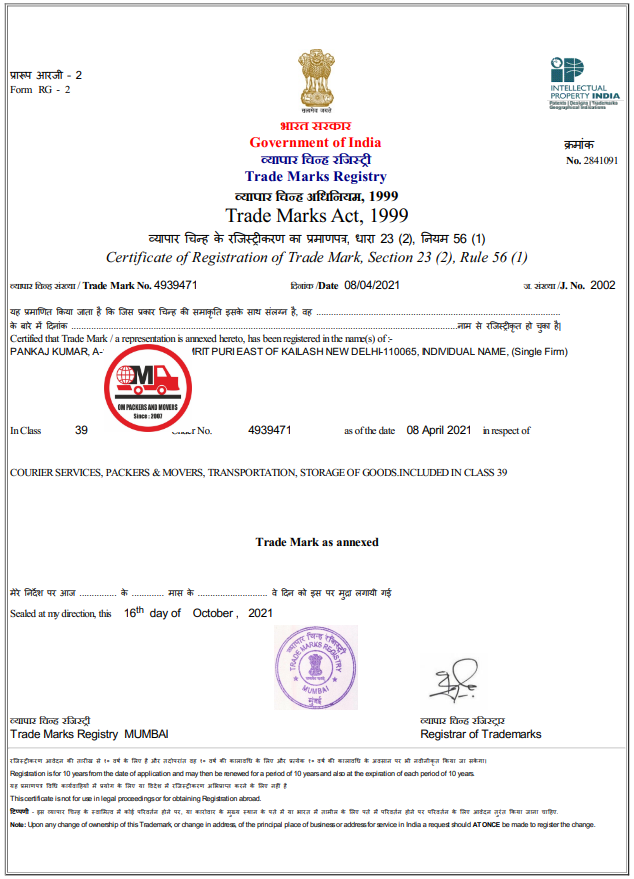 प्रारूप आरजी - 2
Form RG - 2
सत्यमेव जयते
INTELLECTUAL
PROPERTY INDIA
Patents | Designs | Trademarks
Geographical Indications
भारत सरकार
Government of India
व्यापार चिन्ह रजिस्ट्री
Trade Marks Registry
क्रमांक
No. 2841091
व्यापार चिन्ह अधिनियम, 1999
Trade Marks Act, 1999
व्यापार चिन्ह के रजिस्ट्रीकरण का प्रमाणपत्र, धारा 23 (2), नियम 56 (1)
Certificate of Registration of Trade Mark, Section 23 (2), Rule 56 (1)
व्यापार चिन्ह संख्या / Trade Mark No. 4939471 दिनांक /Date 08/04/2021 ज. संख्या /J. No. 2002
यह प्रमाणित किया जाता है कि जिस प्रकार चिन्ह की समाकृति इसके साथ संलग्न है, वह ..........
के बारे में दिनांक ..........नाम से रजिस्ट्रीकृत हो चुका है|
Certified that Trade Mark / a representation is annexed hereto, has been registered in the name(s) of :-
PANKAJ KUMAR, A- MRIT PURI EAST OF KAILASH NEW DELHI-110065, INDIVIDUAL NAME, (Single Firm)
OM
OM PACKERS AND MOVERS
Since : 2007
In Class 39 Under No. 4939471 as of the date 08 April 2021 in respect of
COURIER SERVICES, PACKERS & MOVERS, TRANSPORTATION, STORAGE OF GOODS.INCLUDED IN CLASS 39
Trade Mark as annexed
मेरे निर्देश पर आज ............... के ............. मास के ........................ वे दिन को इस पर मुद्रा लगायी गई
Sealed at my direction, this 16th day of October , 2021
व्यापार चिन्ह रजिस्ट्री
TRADE MARKS REGISTRY
MUMBAI
मुंबई
व्यापार चिन्ह रजिस्ट्री
Trade Marks Registry MUMBAI
व्यापार चिन्ह रजिस्ट्रार
Registrar of Trademarks
रजिस्ट्रीकरण आवेदन की तारीख से १० वर्ष के लिए है और तदोपरांत वह १० वर्ष की कालावधि के लिए और प्रत्येक १० वर्ष की कालावधि के अवसान पर भी नवीनीकृत किया जा सकेगा।
Registration is for 10 years from the date of application and may then be renewed for a period of 10 years and also at the expiration of each period of 10 years.
यह प्रमाणपत्र विधि कार्यवाहियों में प्रयोग के लिए या विदेश में रजिस्ट्रीकरण अभिप्राप्त करने के लिए नहीं है
This certificate is not for use in legal proceedings or for obtaining Registration abroad.
टिप्पणी - इस व्यापार चिन्ह के स्वामित्व में कोई परिवर्तन होने पर, या कारोबार के मुख्य स्थान के पते में या भारत में तामील के लिए पते में परिवर्तन होने पर परिवर्तन के लिए आवेदन तुरंत किया जाना चाहिए.
Note: Upon any change of ownership of this Trademark, or change in address, of the principal place of business or address for service in India a request should AT ONCE be made to register the change.